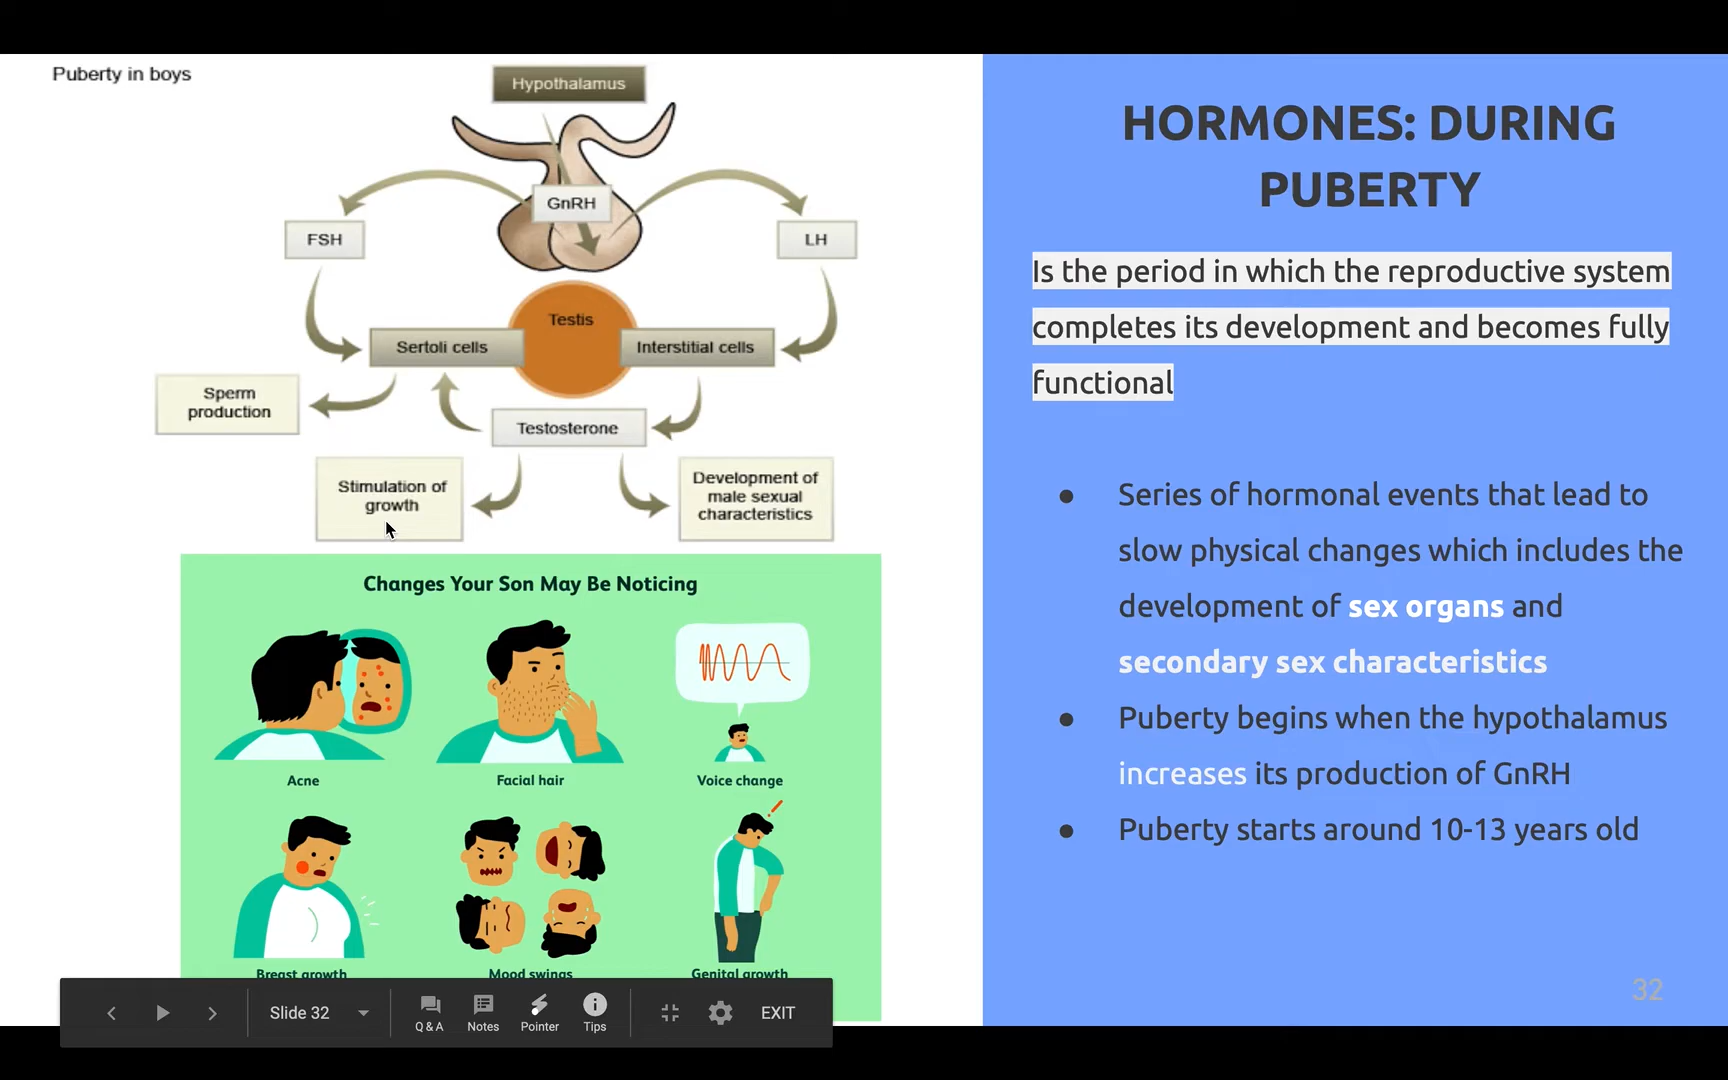 Puberty in boys
Hypothalamus
GnRH
FSH
LH
Testis
Sertoli cells
Interstitial cells
Sperm
production
Testosterone
Stimulation of
growth
Development of
male sexual
characteristics
Changes Your Son May Be Noticing
Acne
Facial hair
Voice change
Breast growth
Mood swings
Genital growth
HORMONES: DURING
PUBERTY
Is the period in which the reproductive system
completes its development and becomes fully
functional
● Series of hormonal events that lead to
slow physical changes which includes the
development of sex organs and
secondary sex characteristics
● Puberty begins when the hypothalamus
increases its production of GnRH
● Puberty starts around 10-13 years old
32
Slide 32
Q & A
Notes
Pointer
Tips
EXIT